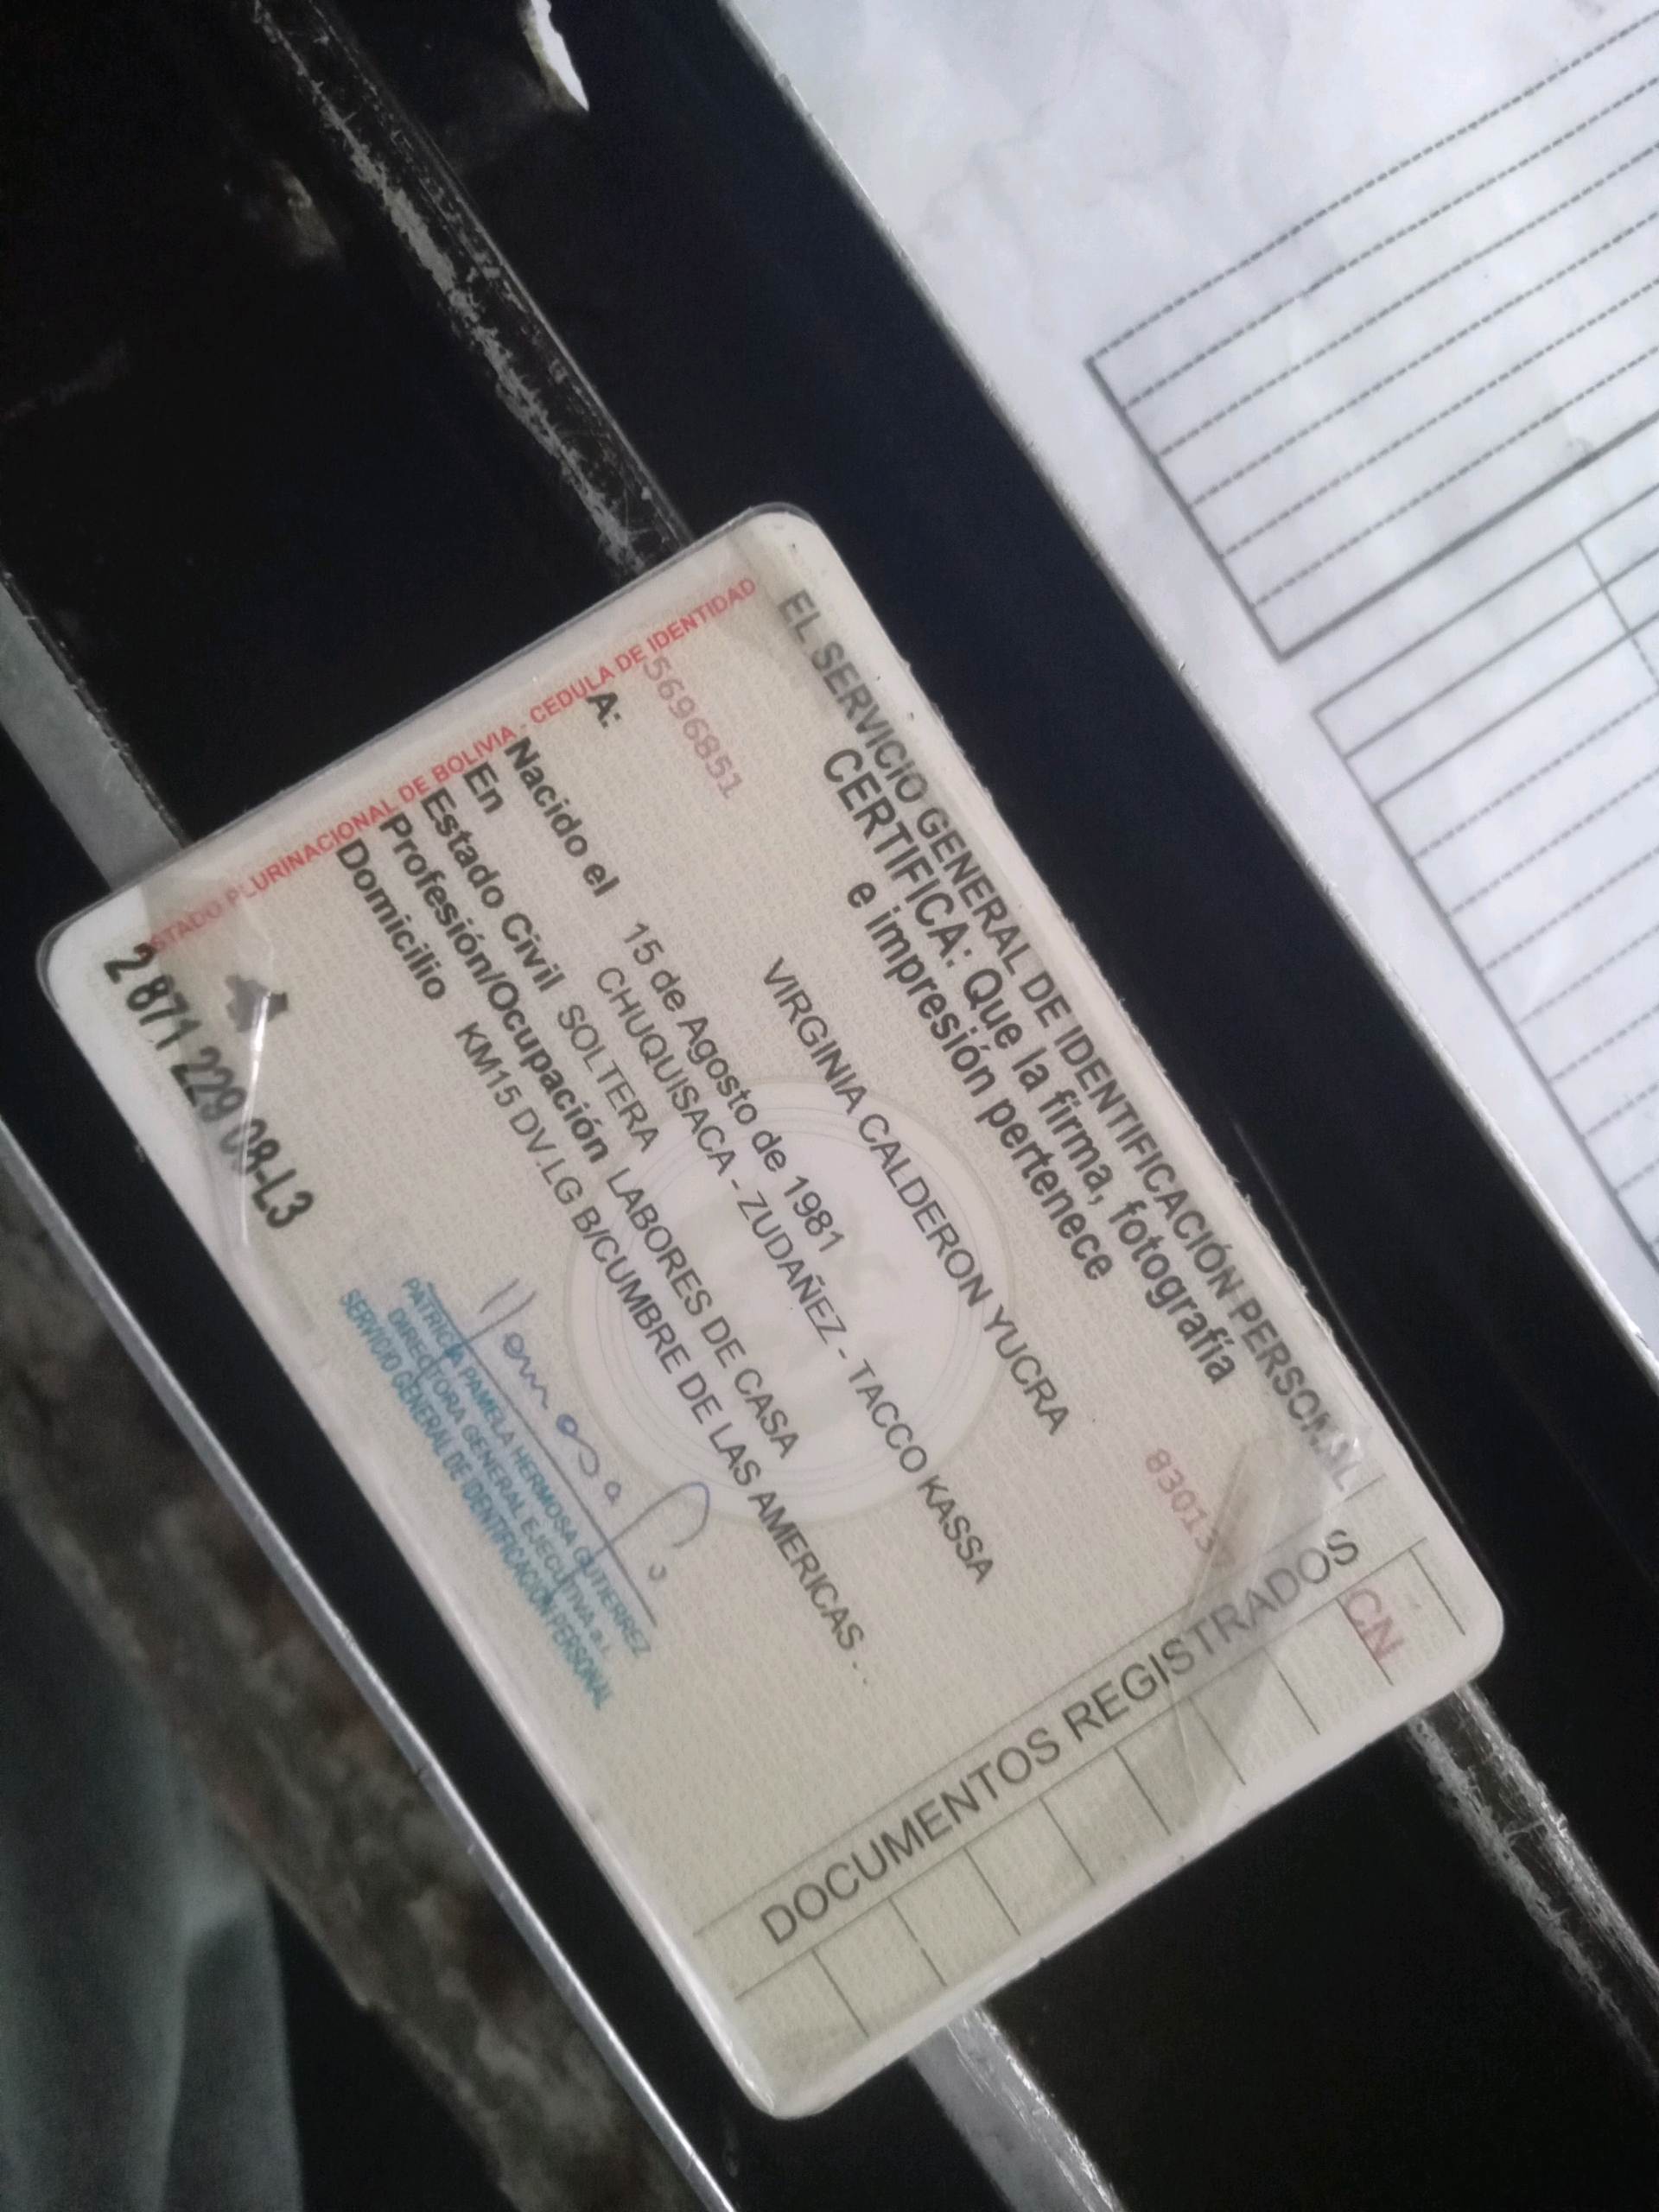 EL SERVICIO GENERAL DE IDENTIFICACIÓN PERSONAL
CERTIFICA: Que la firma, fotografía
e impresión pertenece
5696851
830137
A:
VIRGINIA CALDERON YUCRA
Nacido el 15 de Agosto de 1981
En CHUQUISACA - ZUDAÑEZ - TACCO KASSA
Estado Civil SOLTERA
Profesión/Ocupación LABORES DE CASA
Domicilio KM15 DV.LG B/CUMBRE DE LAS AMERICAS . .
ESTADO PLURINACIONAL DE BOLIVIA - CEDULA DE IDENTIDAD
2 871 229 08-L3
Hermosa
PATRICIA PAMELA HERMOSA GUTIERREZ
DIRECTORA GENERAL EJECUTIVA a.i.
SERVICIO GENERAL DE IDENTIFICACIÓN PERSONAL
DOCUMENTOS REGISTRADOS
CN